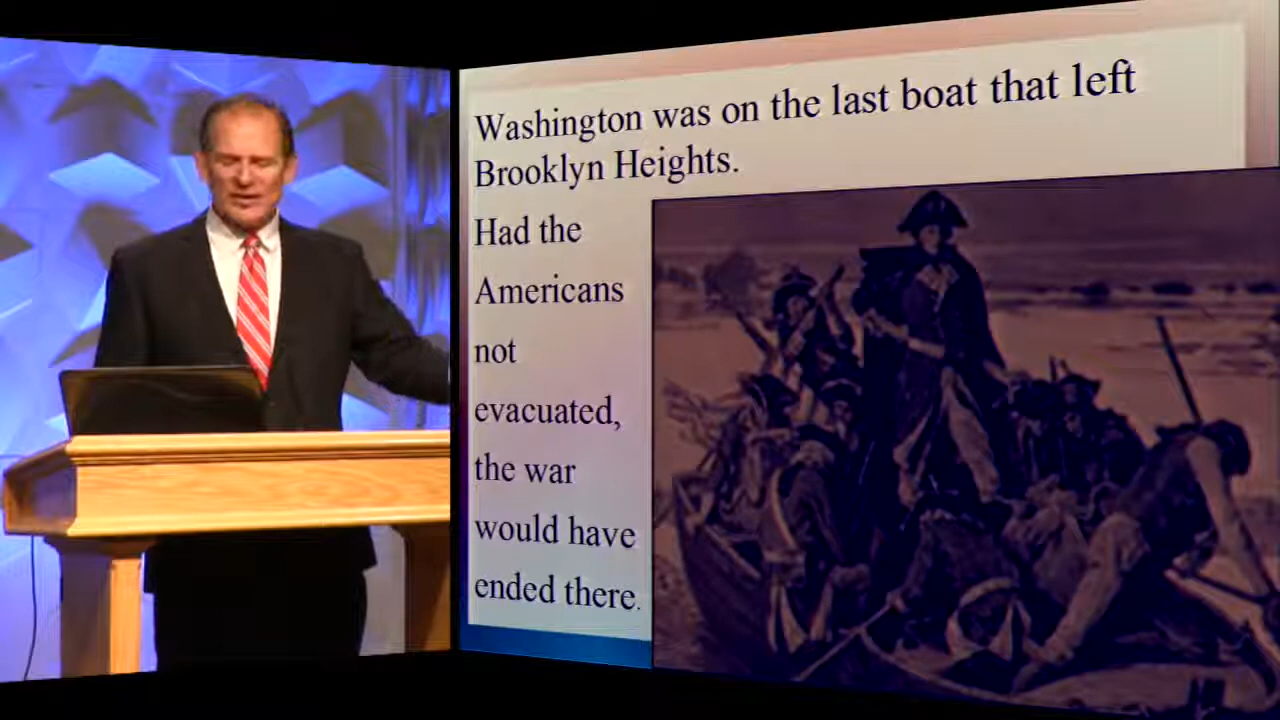 Washington was on the last boat that left
Brooklyn Heights.
Had the
Americans
not
evacuated,
the war
would have
ended there.